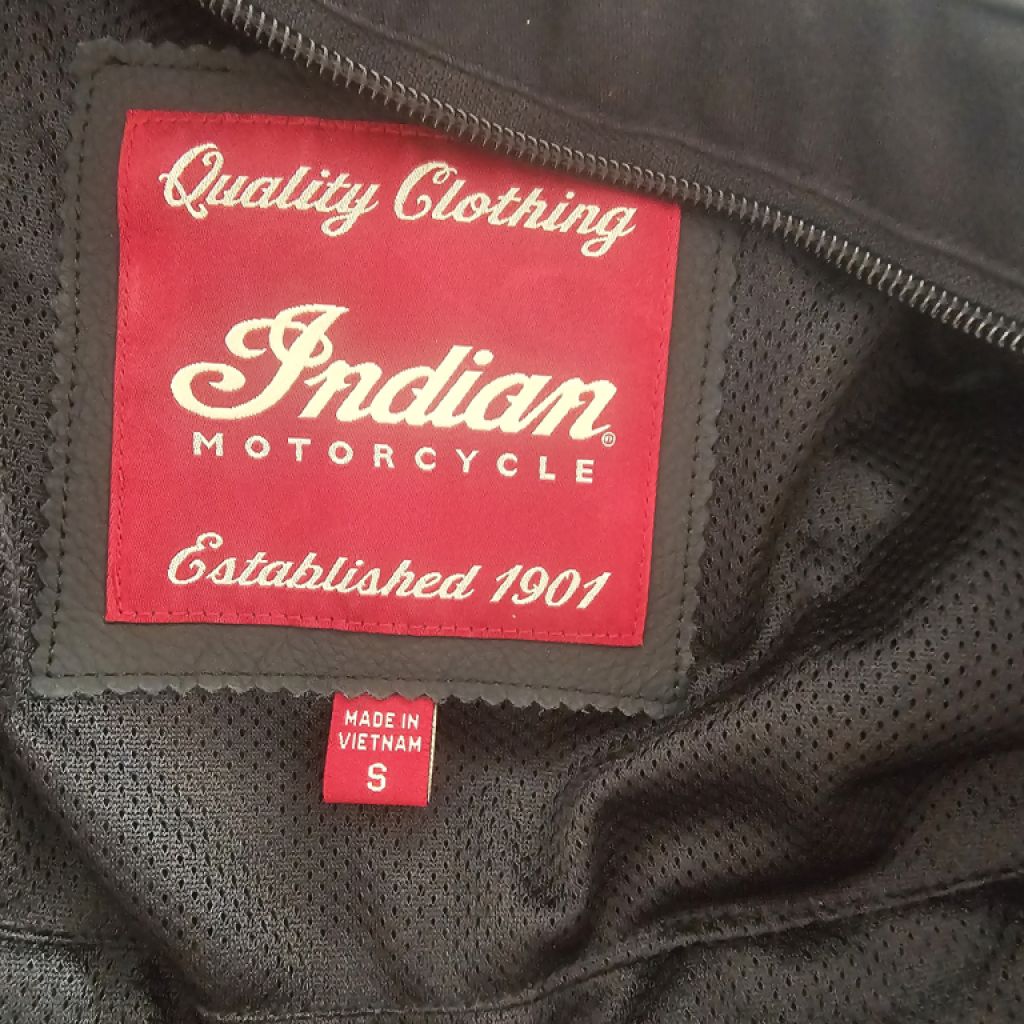 Quality Clothing
Indian®
MOTORCYCLE
Established 1901
MADE IN
VIETNAM
S